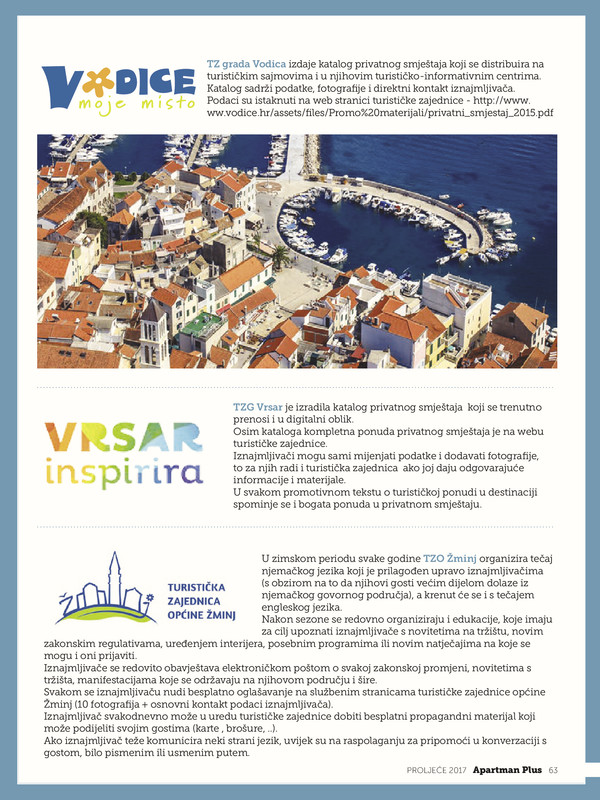 VODICE
moje misto
TZ grada Vodica izdaje katalog privatnog smještaja koji se distribuira na
turističkim sajmovima i u njihovim turističko-informativnim centrima.
Katalog sadrži podatke, fotografije i direktni kontakt iznajmljivača.
Podaci su istaknuti na web stranici turističke zajednice - http://www.
ww.vodice.hr/assets/files/Promo%20materijali/privatni_smjestaj_2015.pdf
VRSAR
inspirira
TZG Vrsar je izradila katalog privatnog smještaja koji se trenutno
prenosi i u digitalni oblik.
Osim kataloga kompletna ponuda privatnog smještaja je na webu
turističke zajednice.
Iznajmljivači mogu sami mijenjati podatke i dodavati fotografije,
to za njih radi i turistička zajednica ako joj daju odgovarajuće
informacije i materijale.
U svakom promotivnom tekstu o turističkoj ponudi u destinaciji
spominje se i bogata ponuda u privatnom smještaju.
TURISTIČKA
ZAJEDNICA
OPĆINE ŽMINJ
U zimskom periodu svake godine TZO Žminj organizira tečaj
njemačkog jezika koji je prilagođen upravo iznajmljivačima
(s obzirom na to da njihovi gosti većim dijelom dolaze iz
njemačkog govornog područja), a krenut će se i s tečajem
engleskog jezika.
Nakon sezone se redovno organiziraju i edukacije, koje imaju
za cilj upoznati iznajmljivače s novitetima na tržištu, novim
zakonskim regulativama, uređenjem interijera, posebnim programima ili novim natječajima na koje se
mogu i oni prijaviti.
Iznajmljivače se redovito obavještava elektroničkom poštom o svakoj zakonskoj promjeni, novitetima s
tržišta, manifestacijama koje se održavaju na njihovom području i šire.
Svakom se iznajmljivaču nudi besplatno oglašavanje na službenim stranicama turističke zajednice općine
Žminj (10 fotografija + osnovni kontakt podaci iznajmljivača).
Iznajmljivač svakodnevno može u uredu turističke zajednice dobiti besplatni propagandni materijal koji
može podijeliti svojim gostima (karte , brošure, ..).
Ako iznajmljivač teže komunicira neki strani jezik, uvijek su na raspolaganju za pripomoći u konverzaciji s
gostom, bilo pismenim ili usmenim putem.
PROLJEĆE 2017 Apartman Plus 63